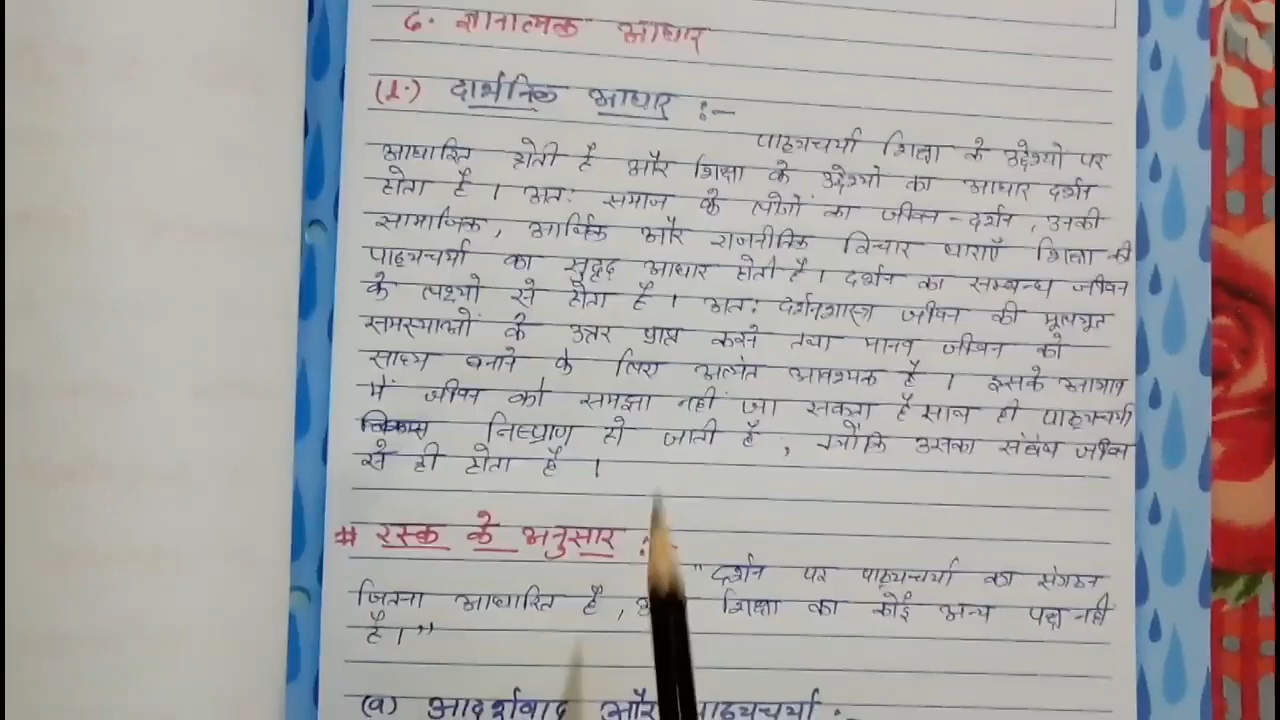 ८. ज्ञानात्मक आधार
(1.) दार्शनिक आधार :-
पाठ्यचर्या शिक्षा के उद्देश्यों पर
आधारित होती है और शिक्षा के उद्देश्यों का आधार दर्शन
होता है । अतः समाज के लोगों का जीवन-दर्शन, उनकी
सामाजिक, आर्थिक और राजनीतिक विचार धाराएँ शिक्षा की
पाठ्यचर्या का सुदृढ़ आधार होती है । दर्शन का सम्बन्ध जीवन
के लक्ष्यों से होता है । अतः दर्शनशास्त्र जीवन की मूलभूत
समस्याओं के उत्तर प्राप्त करने तथा मानव जीवन को
साध्य बनाने के लिए अत्यंत आवश्यक है । इसके अभाव
में जीवन को समझा नहीं जा सकता है साथ ही पाठ्यचर्या
विकास निष्प्राण हो जाती है, क्योंकि उसका संबंध जीवन
से ही होता है ।
# रस्क के अनुसार :-
"दर्शन पर पाठ्यचर्या का संगठन
जितना आधारित है, शिक्षा का कोई अन्य पक्ष नहीं
है ।"
(a) आदर्शवाद और पाठ्यचर्या :-